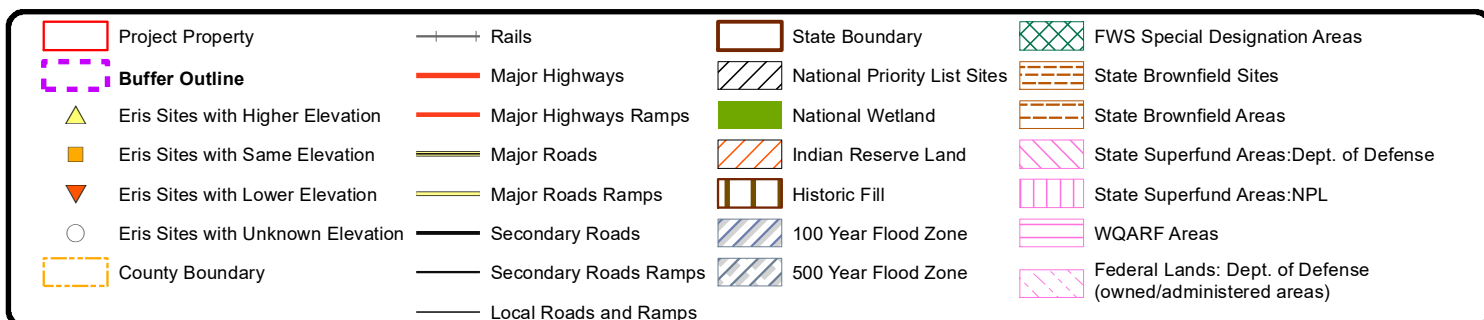 Project Property
Buffer Outline
Eris Sites with Higher Elevation
Eris Sites with Same Elevation
Eris Sites with Lower Elevation
Eris Sites with Unknown Elevation
County Boundary
Rails
Major Highways
Major Highways Ramps
Major Roads
Major Roads Ramps
Secondary Roads
Secondary Roads Ramps
Local Roads and Ramps
State Boundary
National Priority List Sites
National Wetland
Indian Reserve Land
Historic Fill
100 Year Flood Zone
500 Year Flood Zone
FWS Special Designation Areas
State Brownfield Sites
State Brownfield Areas
State Superfund Areas:Dept. of Defense
State Superfund Areas:NPL
WQARF Areas
Federal Lands: Dept. of Defense
(owned/administered areas)